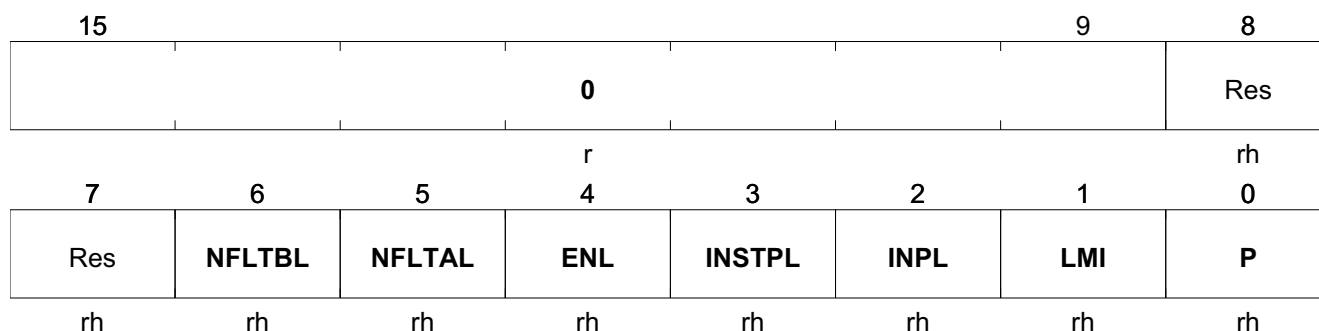 15 9 8
0 Res
r rh
7 6 5 4 3 2 1 0
Res NFLTBL NFLTAL ENL INSTPL INPL LMI P
rh rh rh rh rh rh rh rh